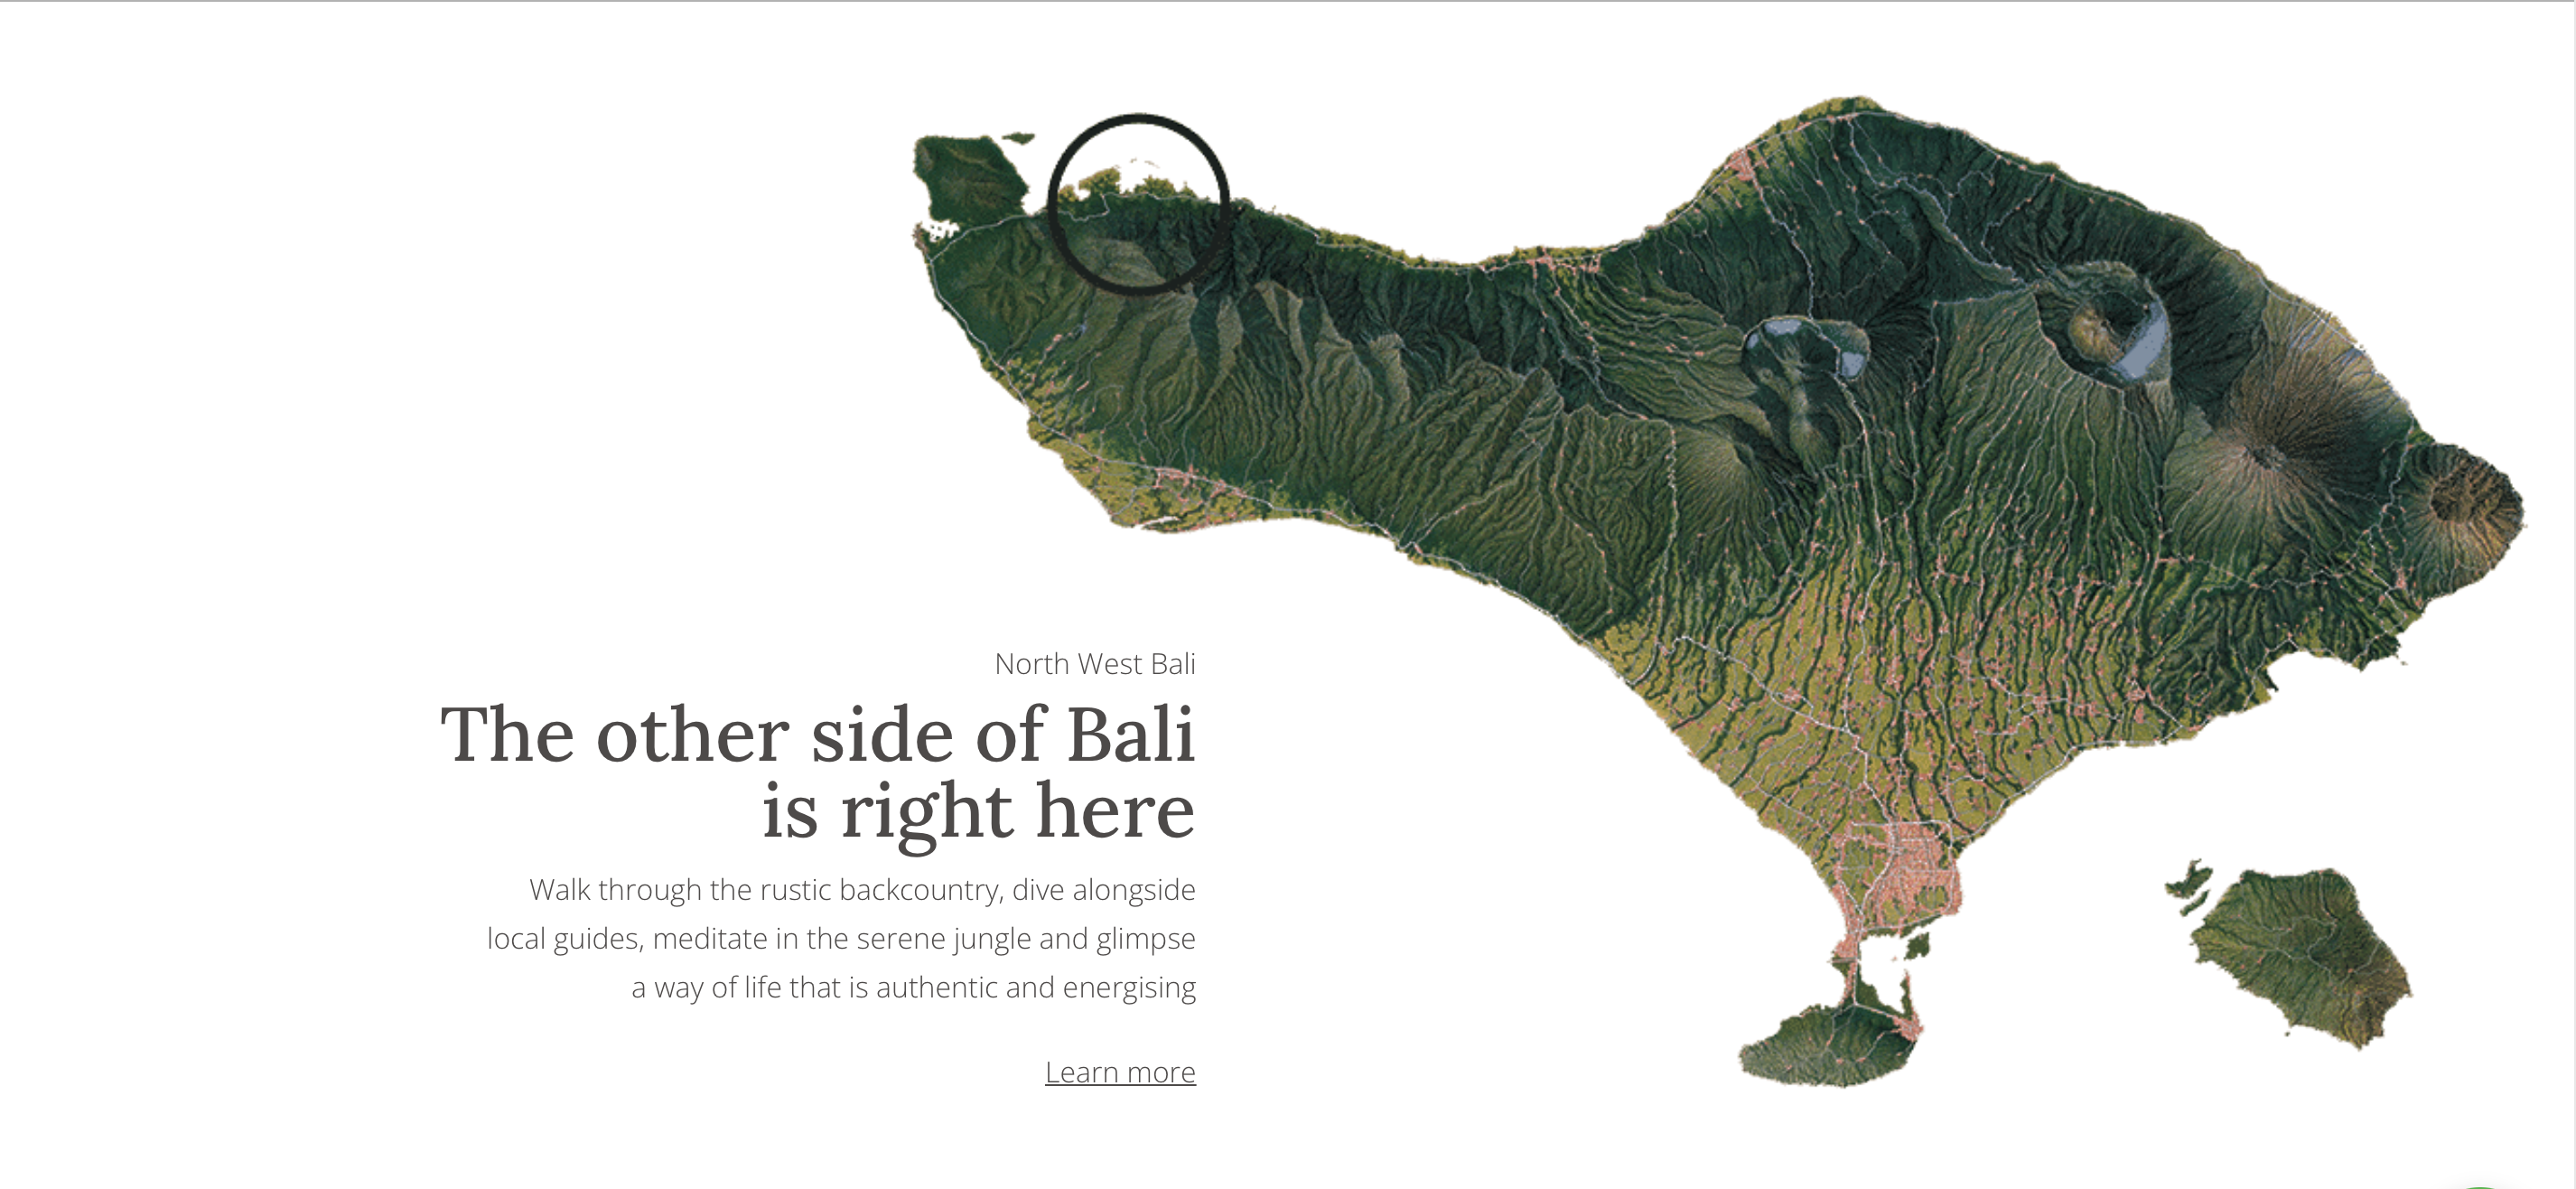 North West Bali
The other side of Bali
is right here
Walk through the rustic backcountry, dive alongside
local guides, meditate in the serene jungle and glimpse
a way of life that is authentic and energising
Learn more